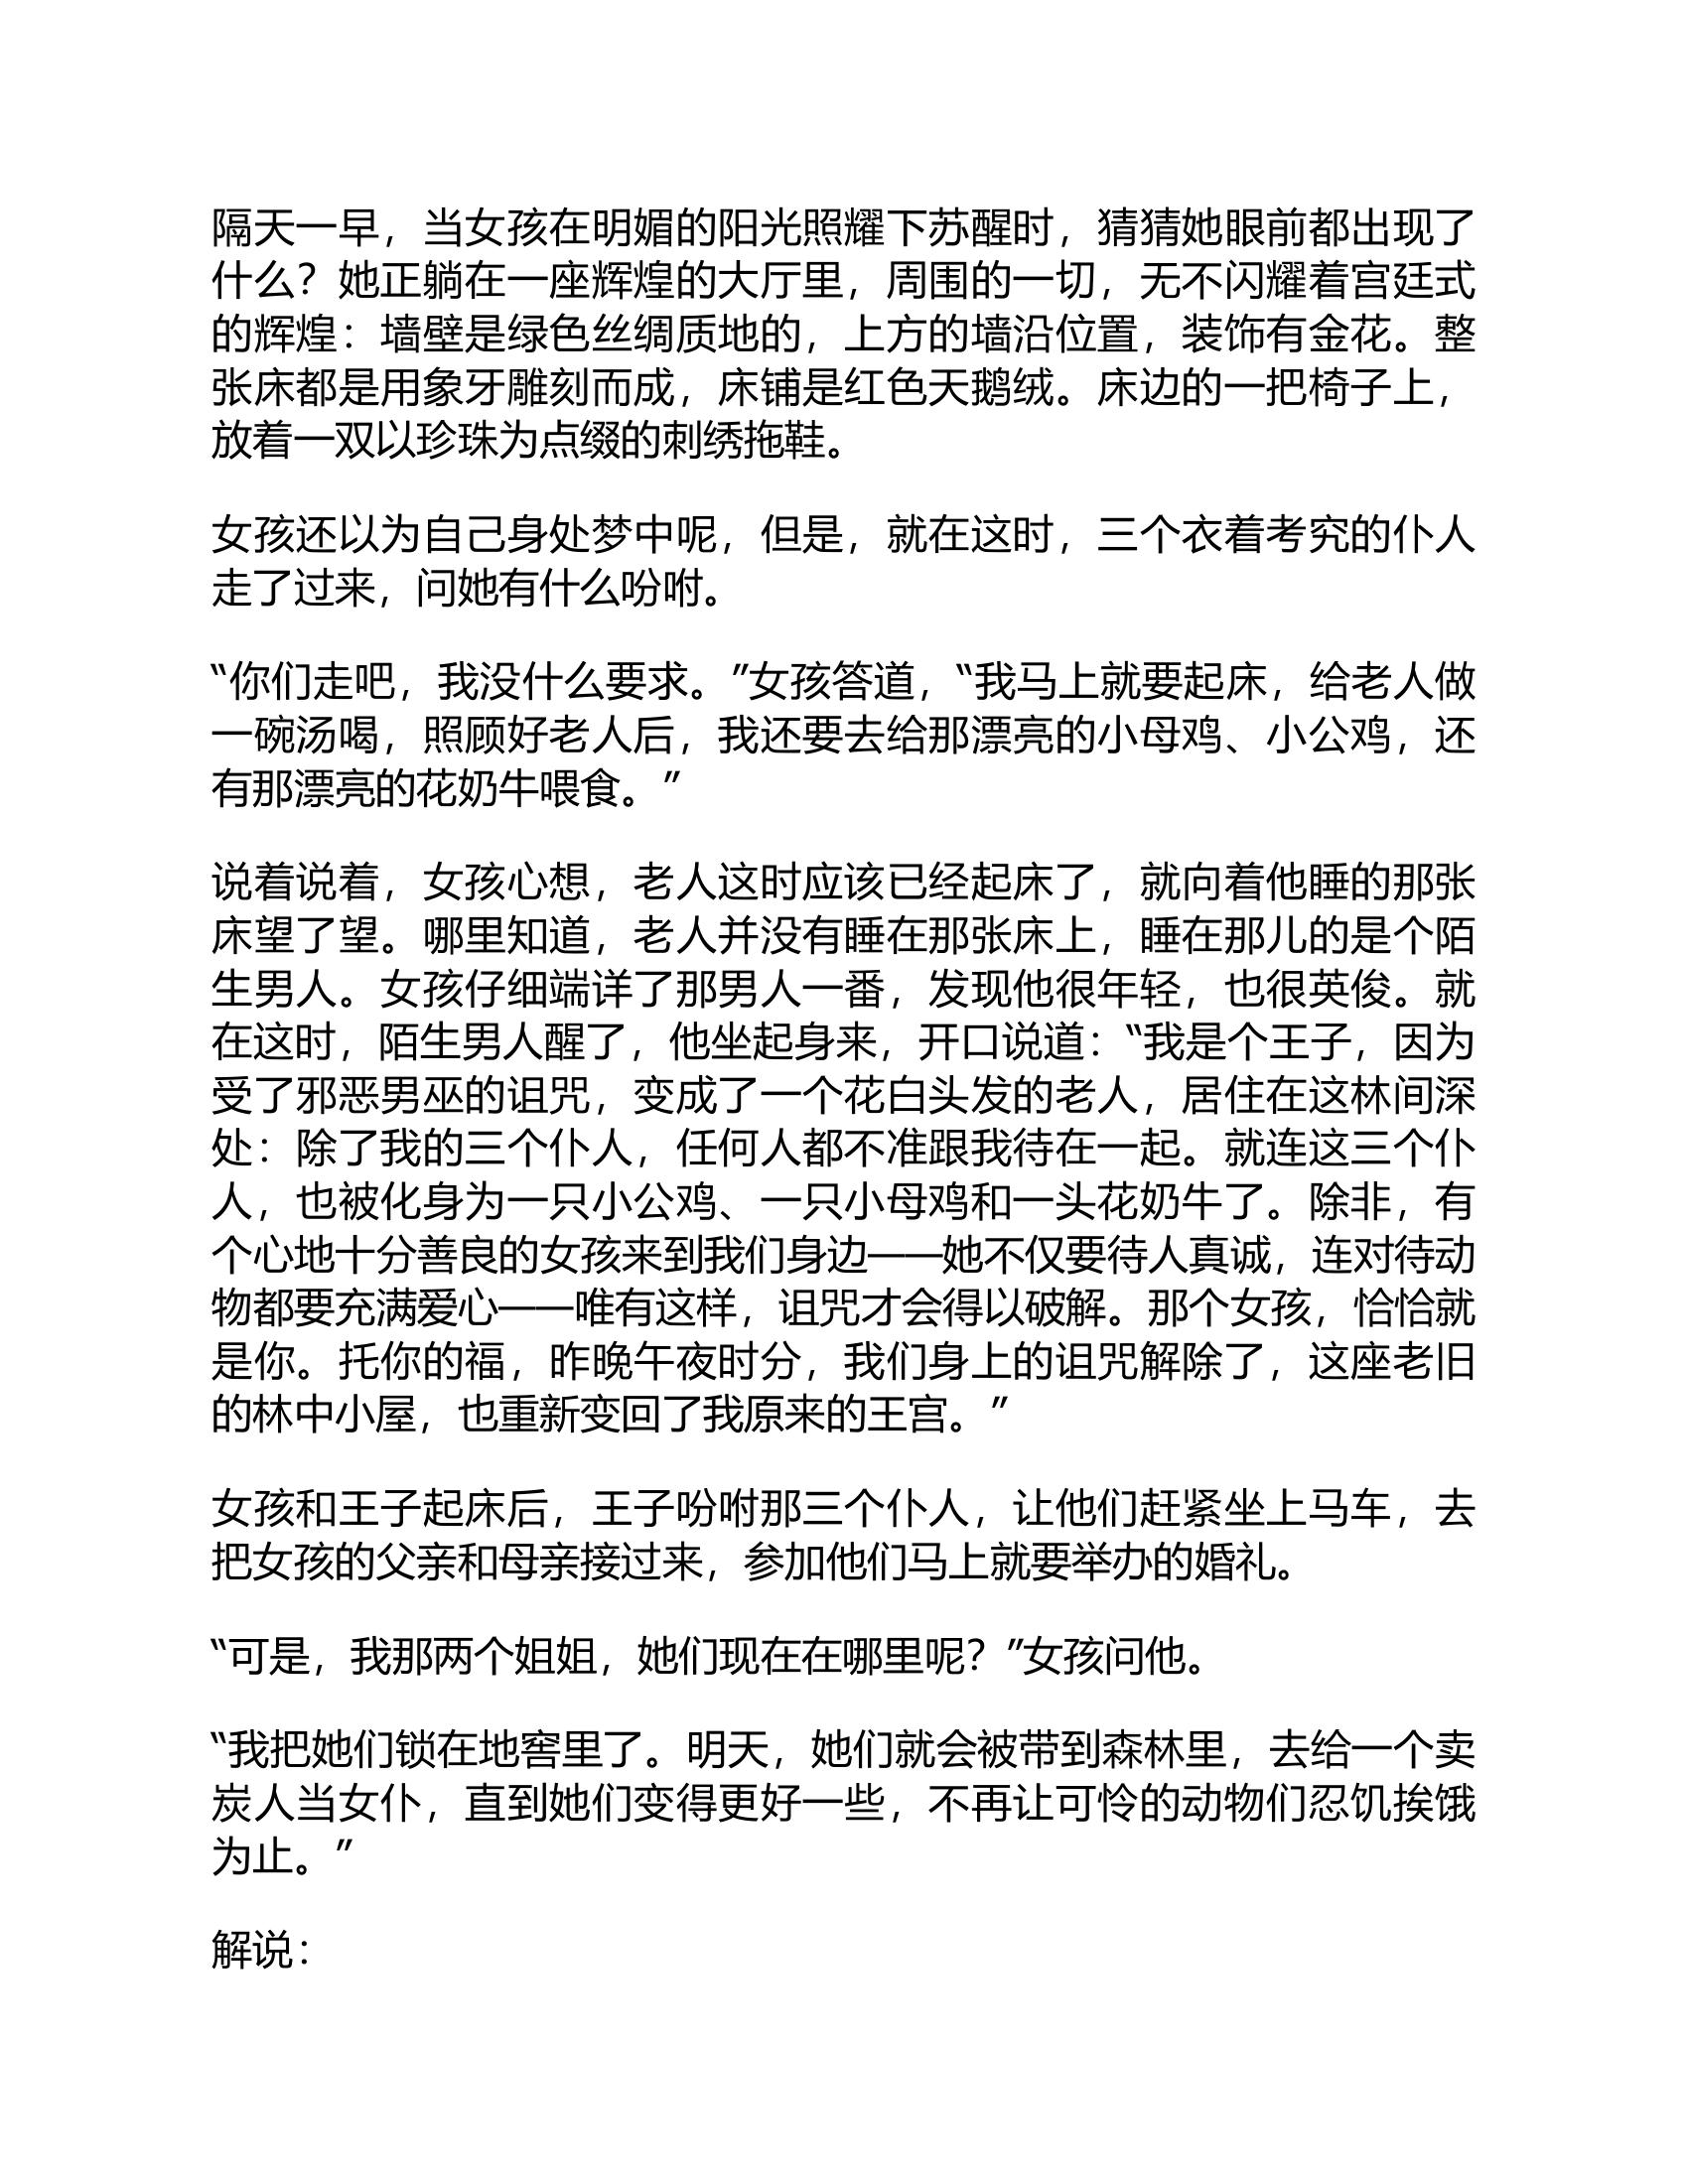 隔天一早，当女孩在明媚的阳光照耀下苏醒时，猜猜她眼前都出现了
什么？她正躺在一座辉煌的大厅里，周围的一切，无不闪耀着宫廷式
的辉煌：墙壁是绿色丝绸质地的，上方的墙沿位置，装饰有金花。整
张床都是用象牙雕刻而成，床铺是红色天鹅绒。床边的一把椅子上，
放着一双以珍珠为点缀的刺绣拖鞋。
女孩还以为自己身处梦中呢，但是，就在这时，三个衣着考究的仆人
走了过来，问她有什么吩咐。
“你们走吧，我没什么要求。”女孩答道，“我马上就要起床，给老人做
一碗汤喝，照顾好老人后，我还要去给那漂亮的小母鸡、小公鸡，还
有那漂亮的花奶牛喂食。”
说着说着，女孩心想，老人这时应该已经起床了，就向着他睡的那张
床望了望。哪里知道，老人并没有睡在那张床上，睡在那儿的是个陌
生男人。女孩仔细端详了那男人一番，发现他很年轻，也很英俊。就
在这时，陌生男人醒了，他坐起身来，开口说道：“我是个王子，因为
受了邪恶男巫的诅咒，变成了一个花白头发的老人，居住在这林间深
处：除了我的三个仆人，任何人都不准跟我待在一起。就连这三个仆
人，也被化身为一只小公鸡、一只小母鸡和一头花奶牛了。除非，有
个心地十分善良的女孩来到我们身边——她不仅要待人真诚，连对待动
物都要充满爱心——唯有这样，诅咒才会得以破解。那个女孩，恰恰就
是你。托你的福，昨晚午夜时分，我们身上的诅咒解除了，这座老旧
的林中小屋，也重新变回了我原来的王宫。”
女孩和王子起床后，王子吩咐那三个仆人，让他们赶紧坐上马车，去
把女孩的父亲和母亲接过来，参加他们马上就要举办的婚礼。
“可是，我那两个姐姐，她们现在在哪里呢？”女孩问他。
“我把她们锁在地窖里了。明天，她们就会被带到森林里，去给一个卖
炭人当女仆，直到她们变得更好一些，不再让可怜的动物们忍饥挨饿
为止。”
解说：